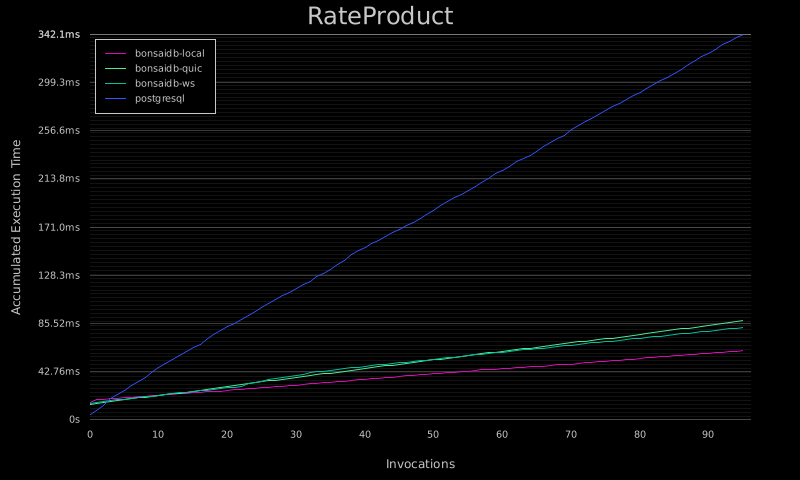 RateProduct
342.1ms
299.3ms
256.6ms
213.8ms
171.0ms
128.3ms
85.52ms
42.76ms
0s
bonsaidb-local
bonsaidb-quic
bonsaidb-ws
postgresql
Accumulated Execution Time
0 10 20 30 40 50 60 70 80 90
Invocations